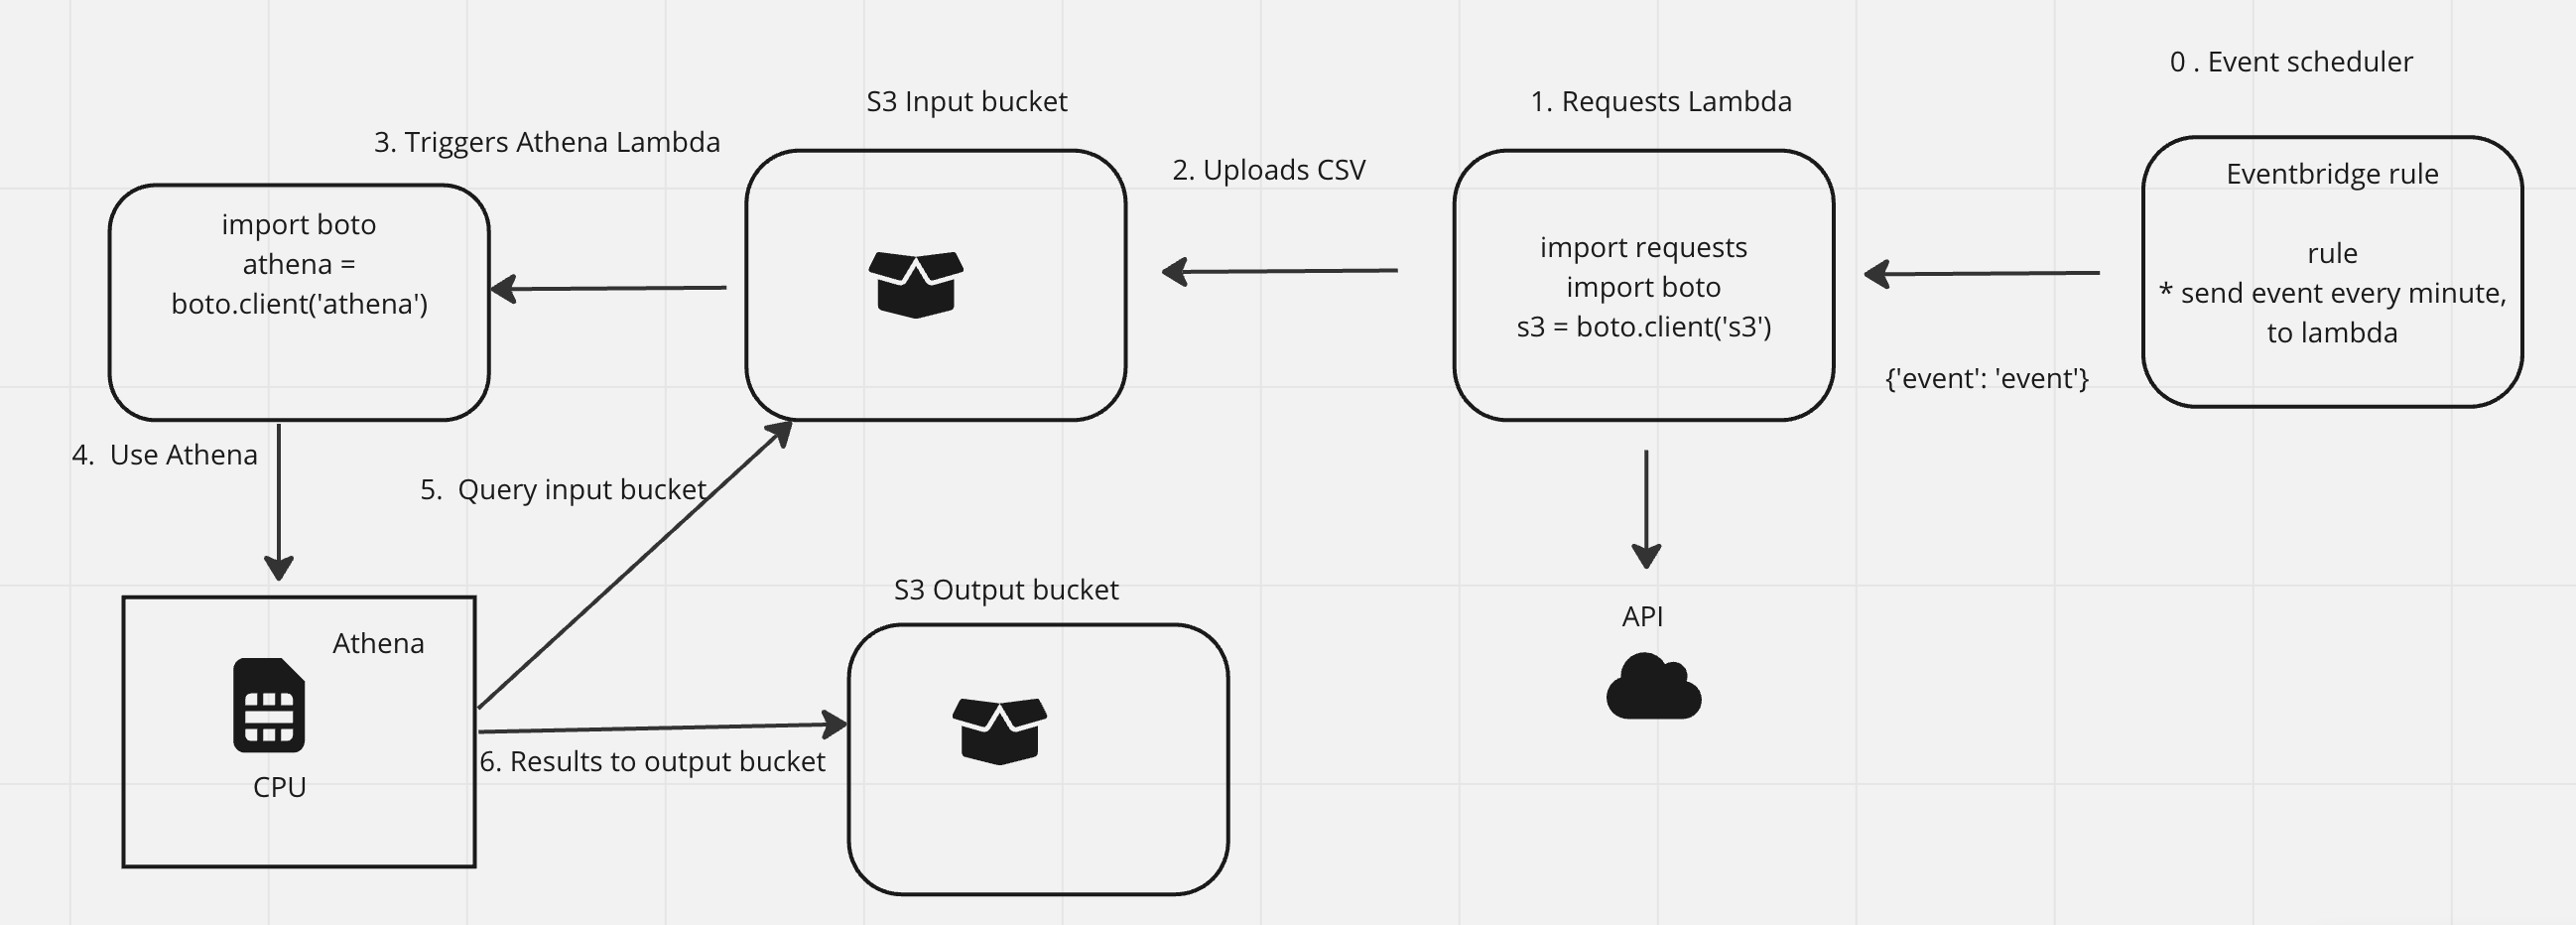 0 . Event scheduler
S3 Input bucket
1. Requests Lambda
3. Triggers Athena Lambda
2. Uploads CSV
Eventbridge rule
rule
* send event every minute,
to lambda
import boto
athena =
boto.client('athena')
import requests
import boto
s3 = boto.client('s3')
{'event': 'event'}
4.  Use Athena
5.  Query input bucket
S3 Output bucket
API
Athena
CPU
6. Results to output bucket